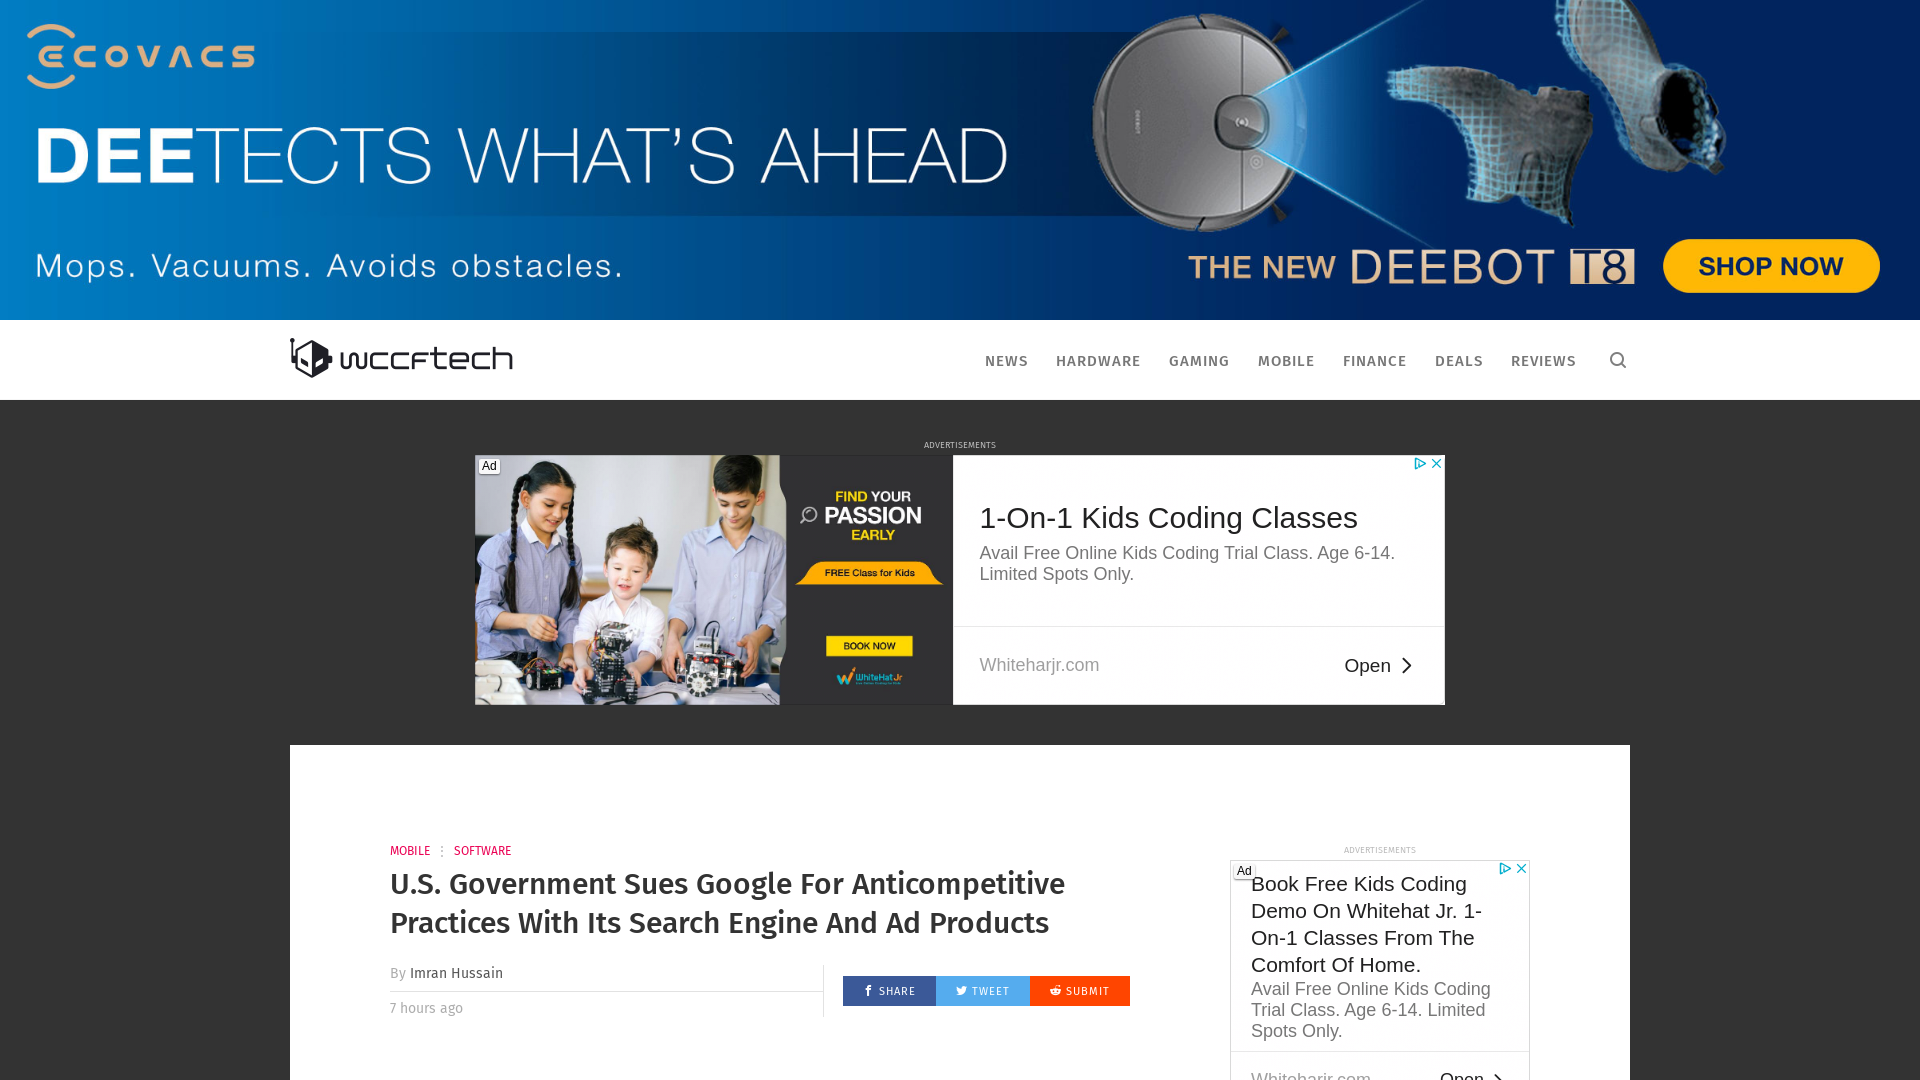 ECOVACS
DEETECTS WHAT'S AHEAD
Mops. Vacuums. Avoids obstacles.
THE NEW DEEBOT T8
SHOP NOW
wccftech
NEWS HARDWARE GAMING MOBILE FINANCE DEALS REVIEWS
ADVERTISEMENTS
Ad
FIND YOUR
PASSION
EARLY
FREE Class for Kids
BOOK NOW
WhiteHat Jr
1-On-1 Kids Coding Classes
Avail Free Online Kids Coding Trial Class. Age 6-14.
Limited Spots Only.
Whiteharjr.com
Open
MOBILE SOFTWARE
U.S. Government Sues Google For Anticompetitive
Practices With Its Search Engine And Ad Products
By Imran Hussain
7 hours ago
SHARE
TWEET
SUBMIT
ADVERTISEMENTS
Ad
Book Free Kids Coding
Demo On Whitehat Jr. 1-
On-1 Classes From The
Comfort Of Home.
Avail Free Online Kids Coding
Trial Class. Age 6-14. Limited
Spots Only.
Whiteharjr.com
Open